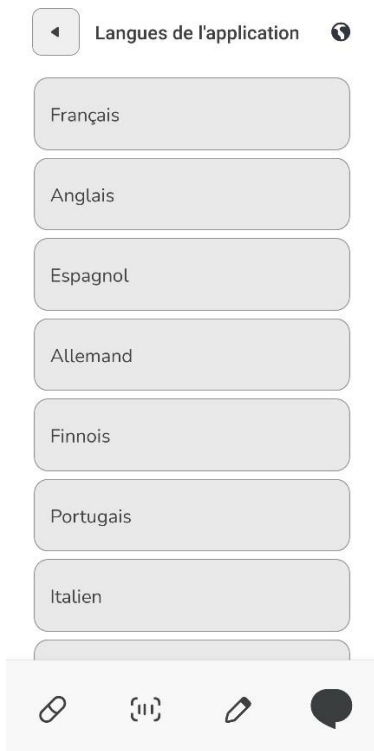 Langues de l'application
Français
Anglais
Espagnol
Allemand
Finnois
Portugais
Italien